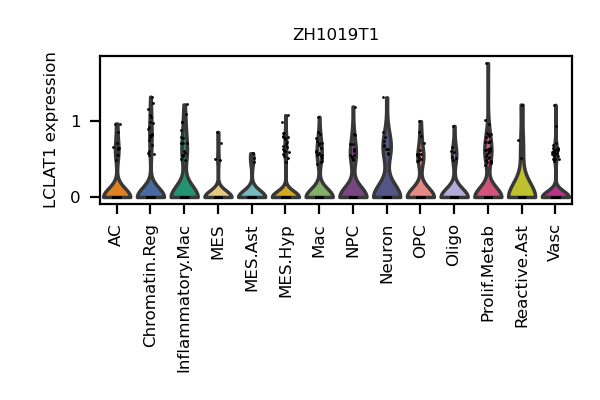 ZH1019T1
LCLAT1 expression
1
0
AC
Chromatin.Reg
Inflammatory.Mac
MES
MES.Ast
MES.Hyp
Mac
NPC
Neuron
OPC
Oligo
Prolif.Metab
Reactive.Ast
Vasc